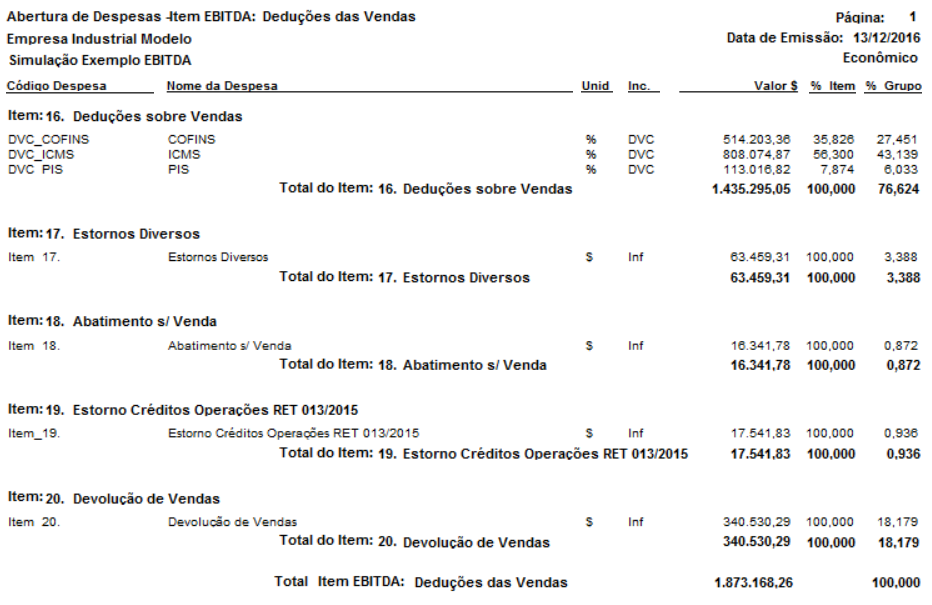 Abertura de Despesas -Item EBITDA: Deduções das Vendas Página: 1
Empresa Industrial Modelo Data de Emissão: 13/12/2016
Simulação Exemplo EBITDA Econômico
Código Despesa Nome da Despesa Unid Inc. Valor $ % Item % Grupo
Item: 16. Deduções sobre Vendas
DVC_COFINS COFINS % DVC 514.203,36 35,826 27,451
DVC_ICMS ICMS % DVC 808.074,87 56,300 43,139
DVC_PIS PIS % DVC 113.016,82 7,874 6,033
Total do Item: 16. Deduções sobre Vendas 1.435.295,05 100,000 76,624
Item: 17. Estornos Diversos
Item 17. Estornos Diversos $ Inf 63.459,31 100,000 3,388
Total do Item: 17. Estornos Diversos 63.459,31 100,000 3,388
Item: 18. Abatimento s/ Venda
Item 18. Abatimento s/ Venda $ Inf 16.341,78 100,000 0,872
Total do Item: 18. Abatimento s/ Venda 16.341,78 100,000 0,872
Item: 19. Estorno Créditos Operações RET 013/2015
Item_19. Estorno Créditos Operações RET 013/2015 $ Inf 17.541,83 100,000 0,936
Total do Item: 19. Estorno Créditos Operações RET 013/2015 17.541,83 100,000 0,936
Item: 20. Devolução de Vendas
Item 20. Devolução de Vendas $ Inf 340.530,29 100,000 18,179
Total do Item: 20. Devolução de Vendas 340.530,29 100,000 18,179
Total Item EBITDA: Deduções das Vendas 1.873.168,26 100,000